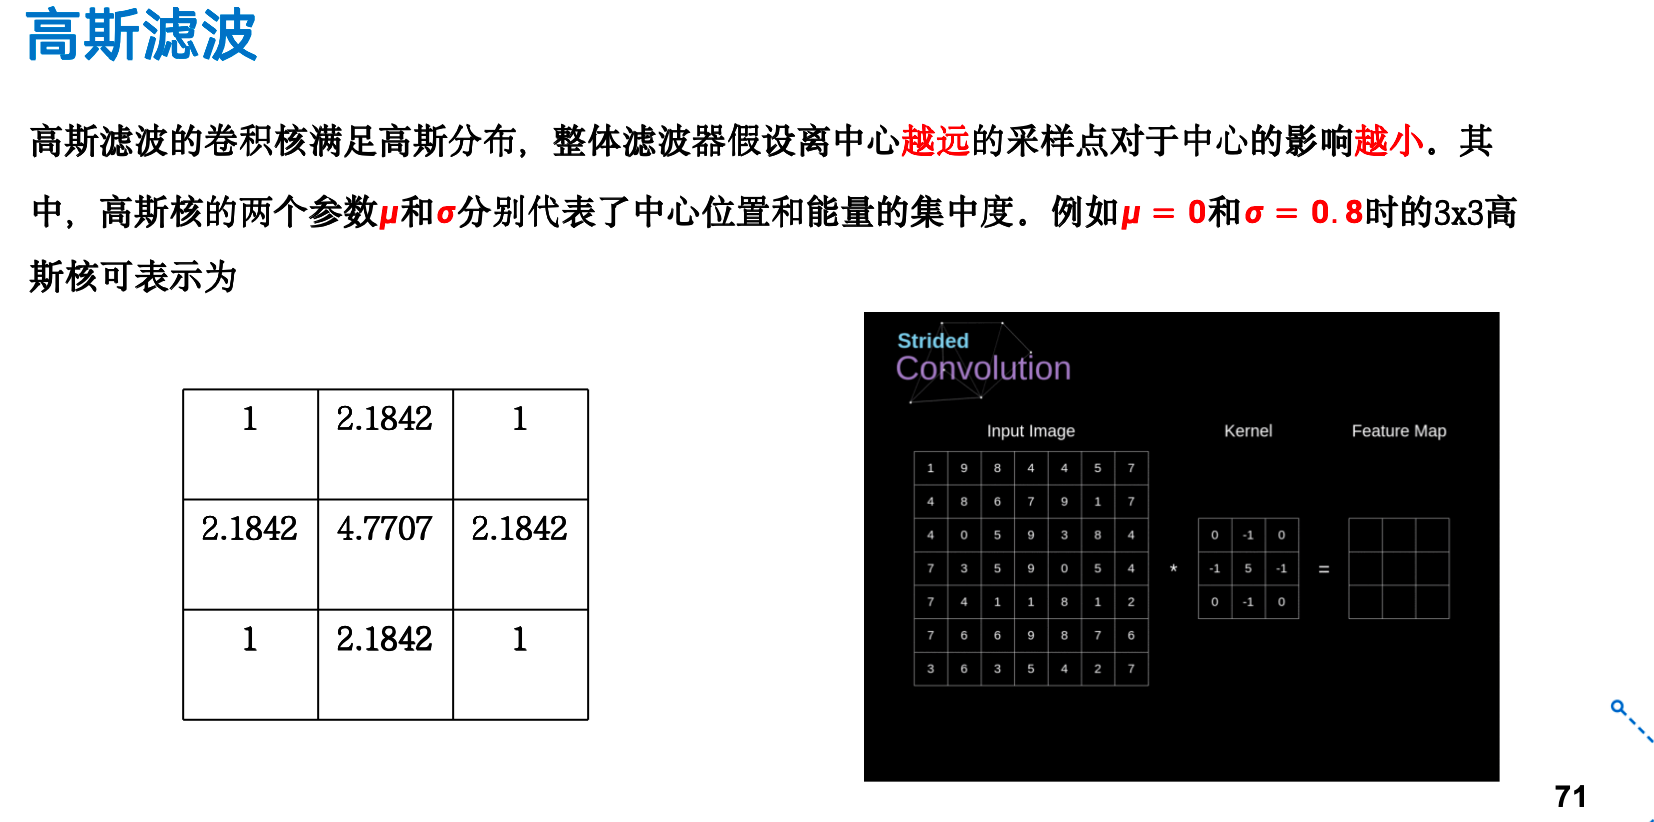 高斯滤波
高斯滤波的卷积核满足高斯分布，整体滤波器假设离中心越远的采样点对于中心的影响越小．其
中，高斯核的两个参数μ和σ分别代表了中心位置和能量的集中度．例如μ = 0和σ = 0.8时的3x3高
斯核可表示为
1 2.1842 1
2.1842 4.7707 2.1842
1 2.1842 1
Strided
Convolution
Input Image Kernel Feature Map
1 9 8 4 4 5 7
4 8 6 7 9 1 7
4 0 5 9 3 8 4 0 -1 0
7 3 5 9 0 5 4 * -1 5 -1 =
7 4 1 1 8 1 2 0 -1 0
7 6 6 9 8 7 6
3 6 3 5 4 2 7
71